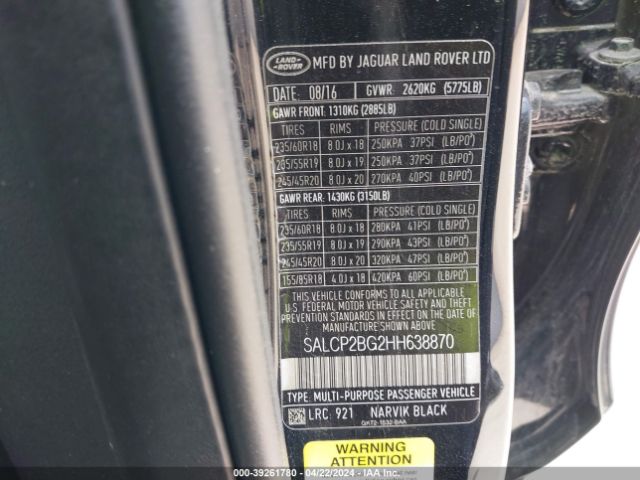 LAND-
ROVER
MFD BY JAGUAR LAND ROVER LTD
DATE: 08/16 GVWR: 2620KG (5775LB)
GAWR FRONT: 1310KG (2885LB)
TIRES RIMS PRESSURE (COLD SINGLE)
235/60R18 8.0J x 18 250KPA 37PSI (LB/PO²)
235/55R19 8.0J x 19 250KPA 37PSI (LB/PO²)
245/45R20 8.0J x 20 270KPA 40PSI (LB/PO²)
GAWR REAR: 1430KG (3150LB)
TIRES RIMS PRESSURE (COLD SINGLE)
235/60R18 8.0J x 18 280KPA 41PSI (LB/PO²)
235/55R19 8.0J x 19 290KPA 43PSI (LB/PO²)
245/45R20 8.0J x 20 320KPA 47PSI (LB/PO²)
155/85R18 4.0J x 18 420KPA 60PSI (LB/PO²)
THIS VEHICLE CONFORMS TO ALL APPLICABLE
U.S. FEDERAL MOTOR VEHICLE SAFETY AND THEFT
PREVENTION STANDARDS IN EFFECT ON THE DATE OF
MANUFACTURE SHOWN ABOVE
SALCP2BG2HH638870
TYPE: MULTI-PURPOSE PASSENGER VEHICLE
LRC: 921 NARVIK BLACK
WARNING
ATTENTION
000-39261780 - 04/22/2024 - IAA Inc.